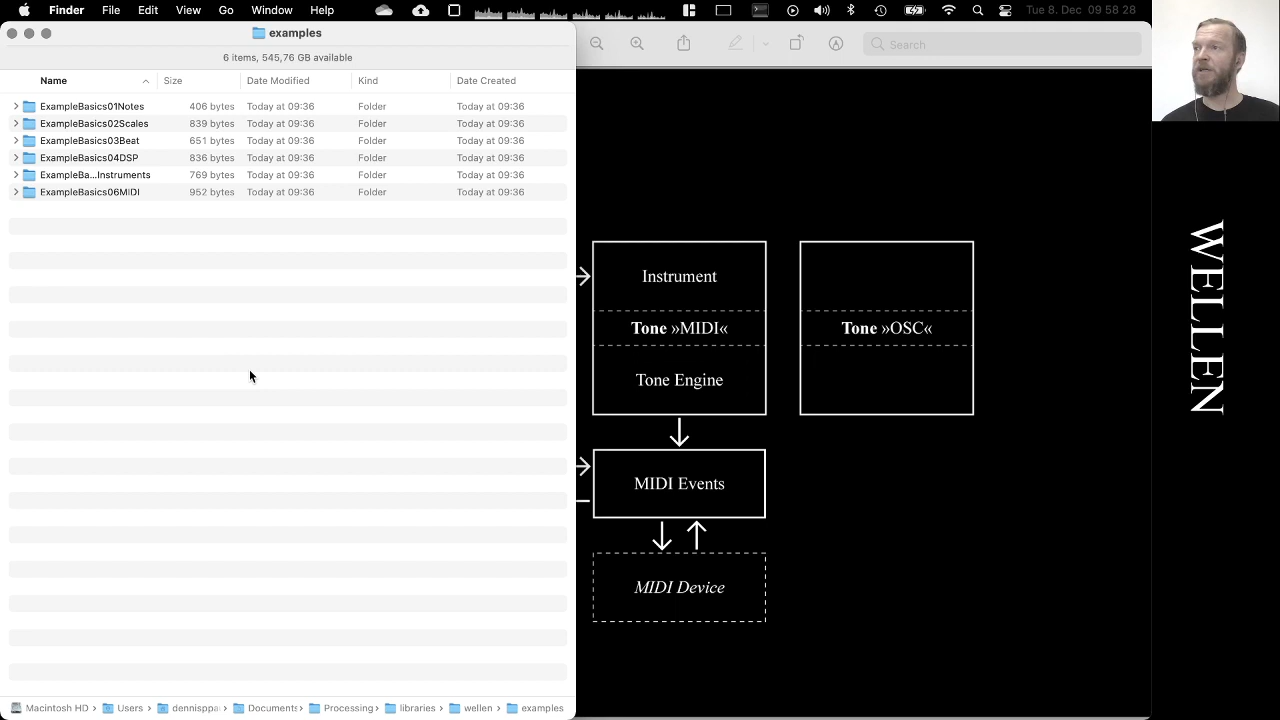 Finder File Edit View Go Window Help
Tue 8. Dec 09 58 28
examples
6 items, 545,76 GB available
Name Size Date Modified Kind Date Created
ExampleBasics01Notes 406 bytes Today at 09:36 Folder Today at 09:36
ExampleBasics02Scales 839 bytes Today at 09:36 Folder Today at 09:36
ExampleBasics03Beat 651 bytes Today at 09:36 Folder Today at 09:36
ExampleBasics04DSP 836 bytes Today at 09:36 Folder Today at 09:36
ExampleBa...Instruments 769 bytes Today at 09:36 Folder Today at 09:36
ExampleBasics06MIDI 952 bytes Today at 09:36 Folder Today at 09:36
Macintosh HD › Users › dennisppa › Documents › Processing › libraries › wellen › examples
Search
Instrument
Tone »MIDI«
Tone Engine
Tone »OSC«
MIDI Events
MIDI Device
WELLEN